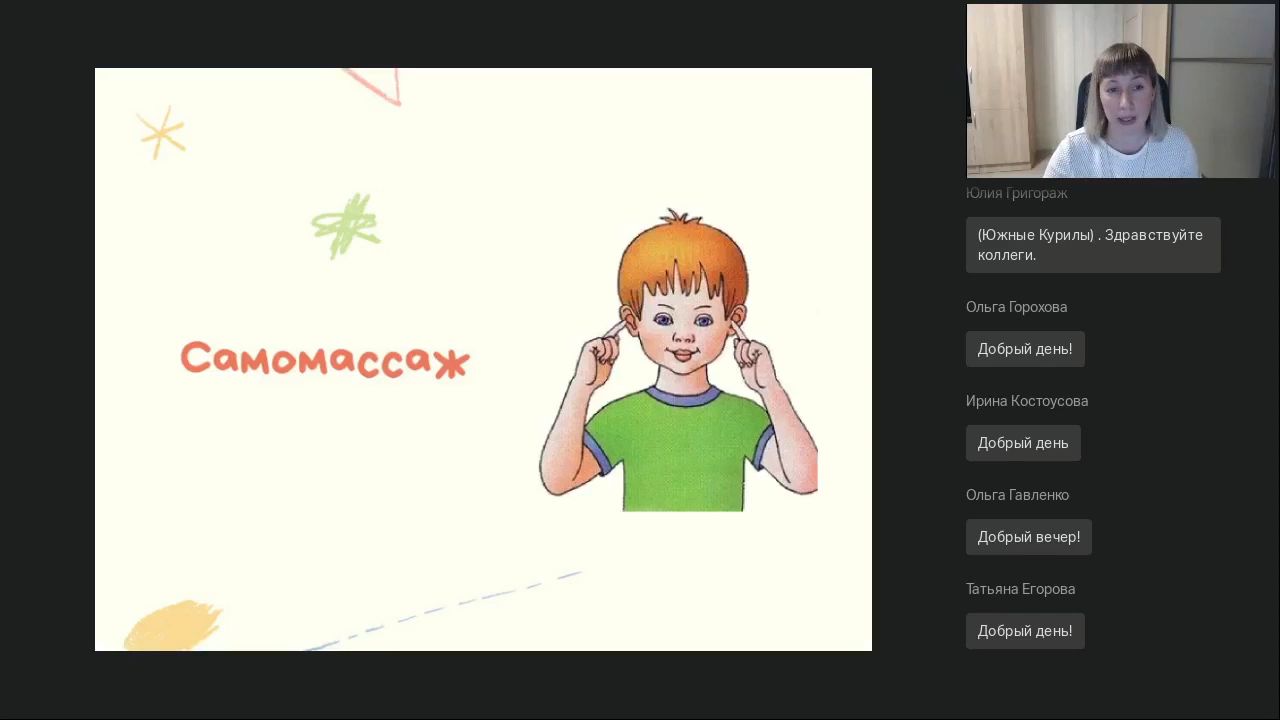 Самомассаж
Юлия Григораж
(Южные Курилы) . Здравствуйте
коллеги.
Ольга Горохова
Добрый день!
Ирина Костоусова
Добрый день
Ольга Гавленко
Добрый вечер!
Татьяна Егорова
Добрый день!